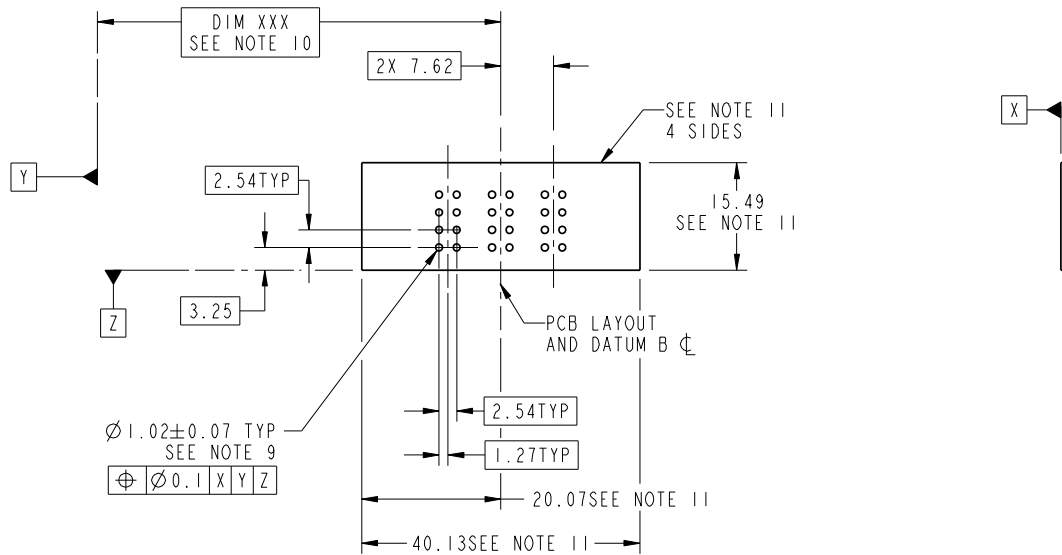 DIM XXX
SEE NOTE 10
2X 7.62
SEE NOTE 11
4 SIDES
X
Y
2.54TYP
15.49
SEE NOTE 11
3.25
Z
PCB LAYOUT
AND DATUM B ℄
2.54TYP
∅1.02±0.07 TYP
SEE NOTE 9
1.27TYP
⌖ ∅0.1 X Y Z
20.07SEE NOTE 11
40.13SEE NOTE 11